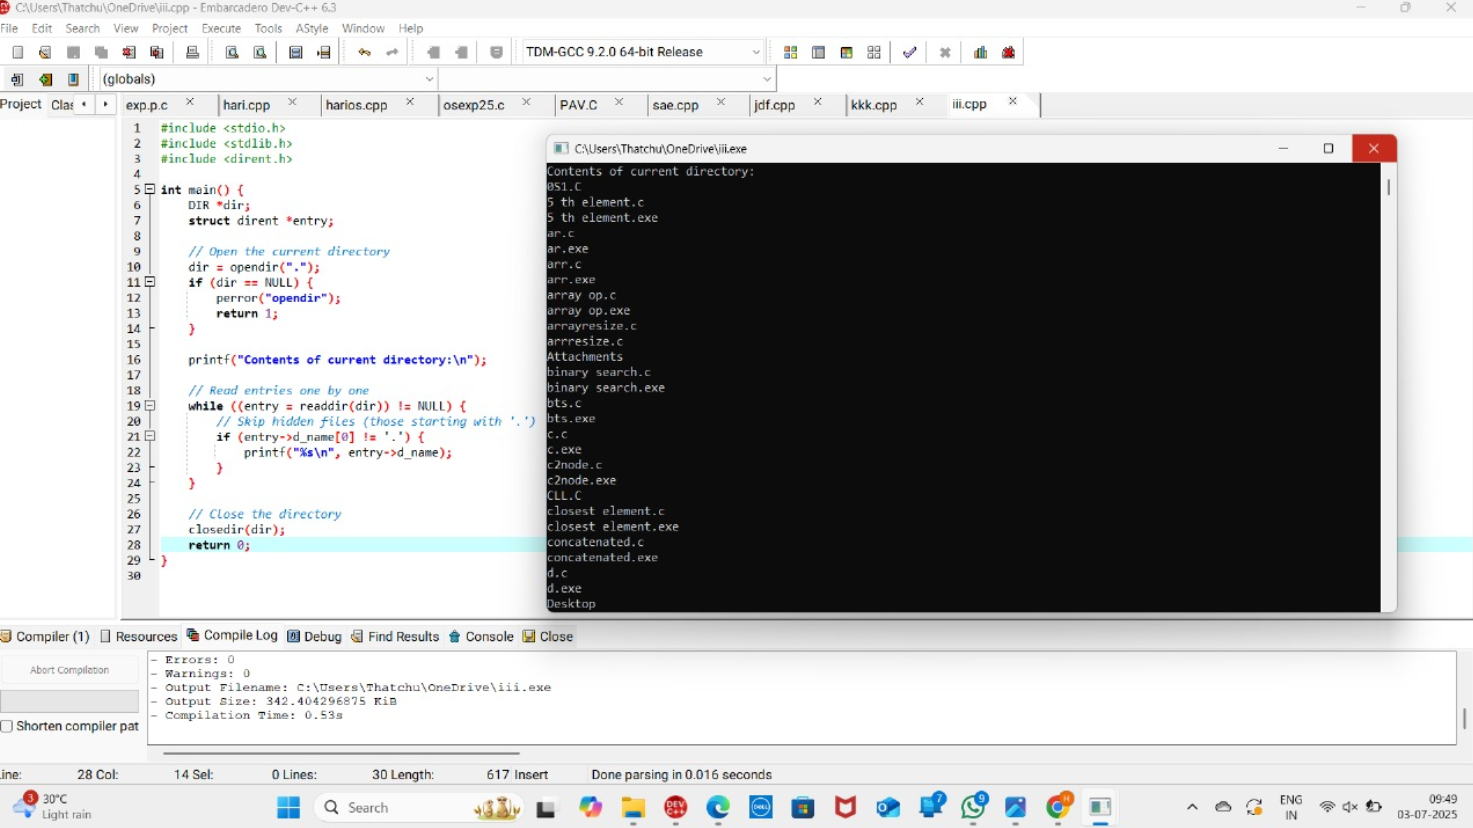 C:\Users\Thatchu\OneDrive\iii.cpp - Embarcadero Dev-C++ 6.3
File Edit Search View Project Execute Tools AStyle Window Help
TDM-GCC 9.2.0 64-bit Release
(globals)
Project Clas exp.p.c hari.cpp harios.cpp osexp25.c PAV.C sae.cpp jdf.cpp kkk.cpp iii.cpp
1 #include <stdio.h>
2 #include <stdlib.h>
3 #include <dirent.h>
4
5 int main() {
6 DIR *dir;
7 struct dirent *entry;
8
9 // Open the current directory
10 dir = opendir(".");
11 if (dir == NULL) {
12 perror("opendir");
13 return 1;
14 }
15
16 printf("Contents of current directory:\n");
17
18 // Read entries one by one
19 while ((entry = readdir(dir)) != NULL) {
20 // Skip hidden files (those starting with '.')
21 if (entry->d_name[0] != '.') {
22 printf("%s\n", entry->d_name);
23 }
24 }
25
26 // Close the directory
27 closedir(dir);
28 return 0;
29 }
30
C:\Users\Thatchu\OneDrive\iii.exe
Contents of current directory:
0S1.C
5 th element.c
5 th element.exe
ar.c
ar.exe
arr.c
arr.exe
array op.c
array op.exe
arrayresize.c
arrresize.c
Attachments
binary search.c
binary search.exe
bts.c
bts.exe
c.c
c.exe
c2node.c
c2node.exe
CLL.C
closest element.c
closest element.exe
concatenated.c
concatenated.exe
d.c
d.exe
Desktop
Compiler (1) Resources Compile Log Debug Find Results Console Close
Abort Compilation
Shorten compiler pat
- Errors: 0
- Warnings: 0
- Output Filename: C:\Users\Thatchu\OneDrive\iii.exe
- Output Size: 342.404296875 KiB
- Compilation Time: 0.53s
ine: 28 Col: 14 Sel: 0 Lines: 30 Length: 617 Insert Done parsing in 0.016 seconds
3 30°C
Light rain
Search
DEV C++
DELL
7
9
H
ENG
IN
09:49
03-07-2025